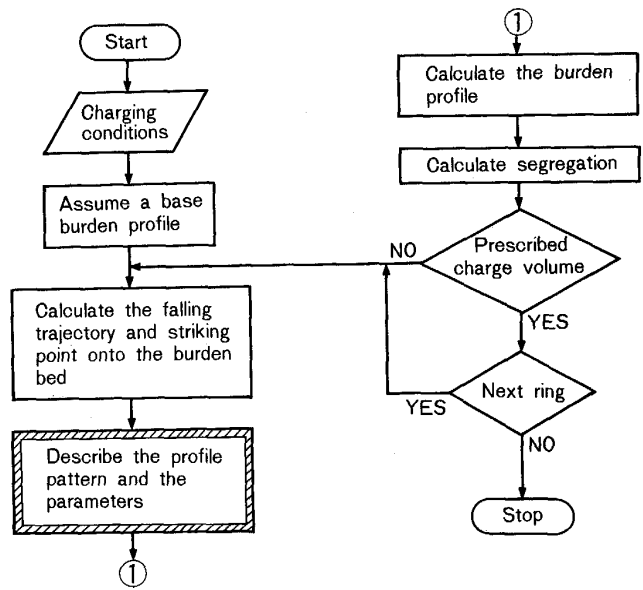 Start
Charging
conditions
Assume a base
burden profile
Calculate the falling
trajectory and striking
point onto the burden
bed
Describe the profile
pattern and the
parameters
1
1
Calculate the burden
profile
Calculate segregation
Prescribed
charge volume
NO
YES
Next ring
YES
NO
Stop